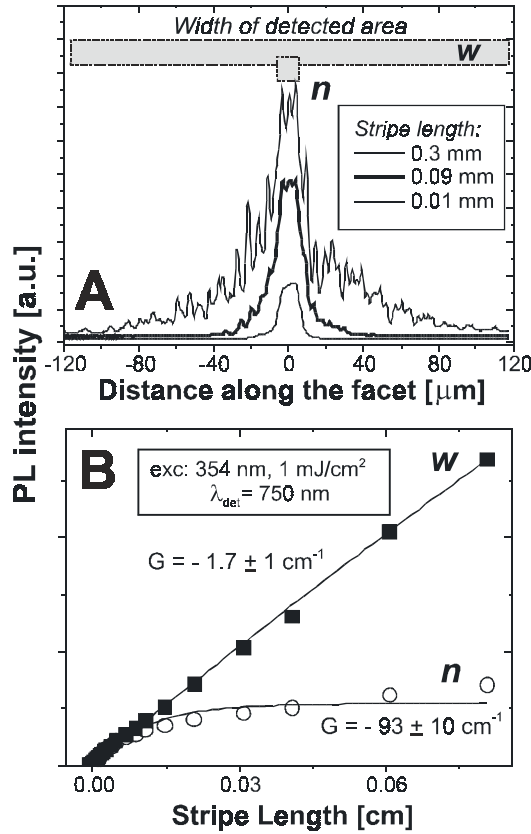 Width of detected area
w
n
Stripe length:
0.3 mm
0.09 mm
0.01 mm
A
-120 -80 -40 0 40 80 120
Distance along the facet [μm]
PL intensity [a.u.]
B
exc: 354 nm, 1 mJ/cm²
λdet= 750 nm
w
G = - 1.7 ± 1 cm⁻¹
n
G = - 93 ± 10 cm⁻¹
0.00 0.03 0.06
Stripe Length [cm]